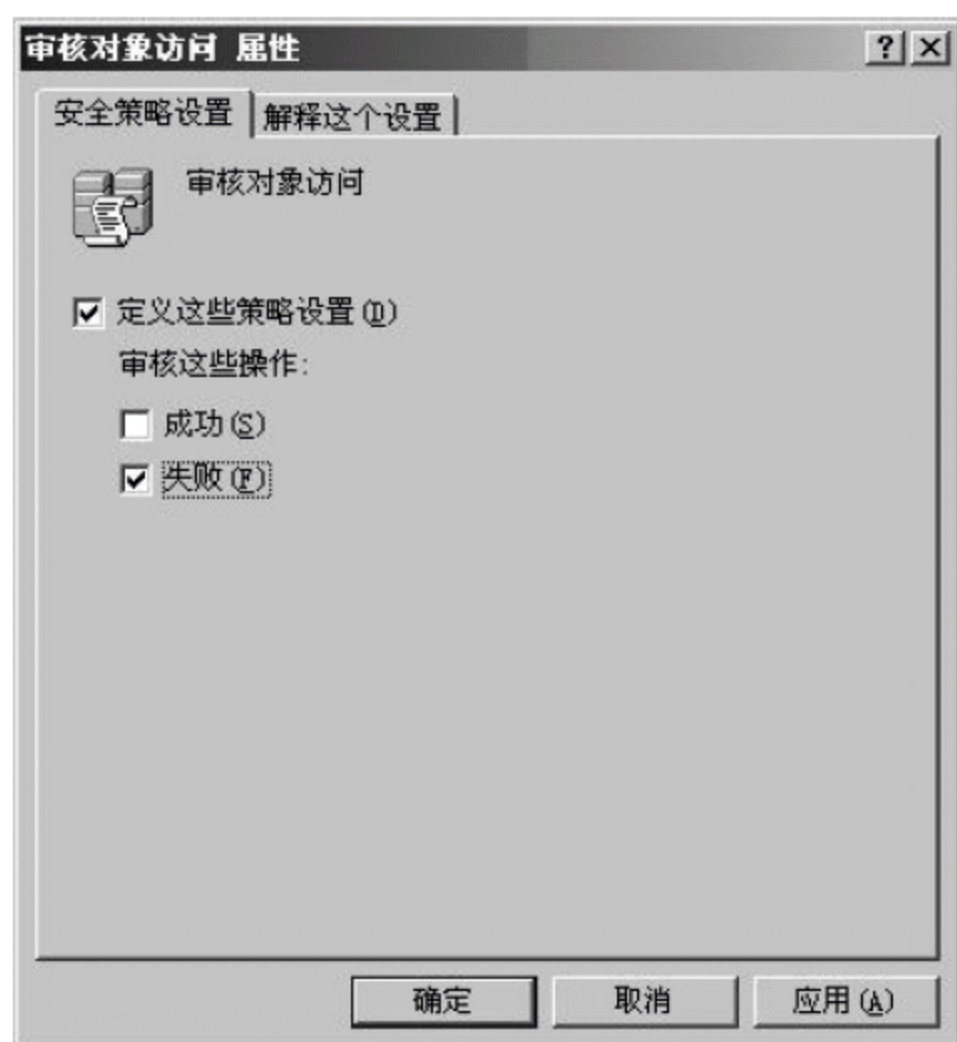 审核对象访问 属性
安全策略设置 解释这个设置
审核对象访问
定义这些策略设置(D)
审核这些操作:
成功(S)
失败(F)
确定 取消 应用(A)